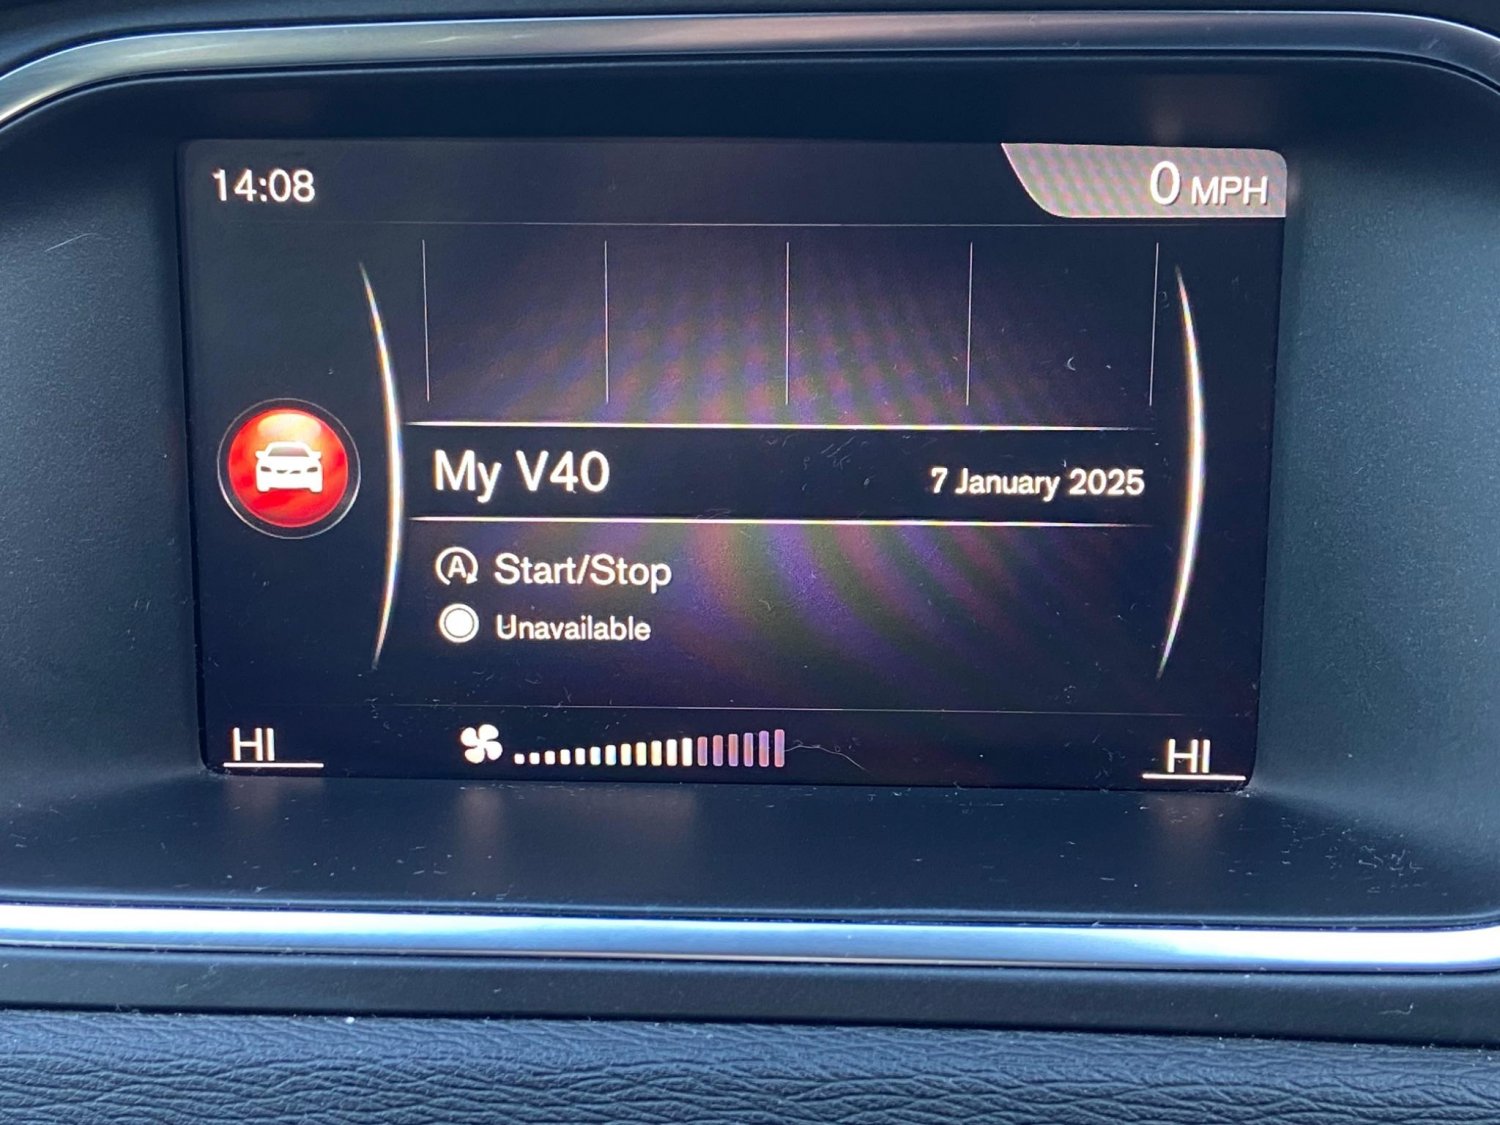 14:08
0 MPH
My V40
7 January 2025
A Start/Stop
Unavailable
HI
HI